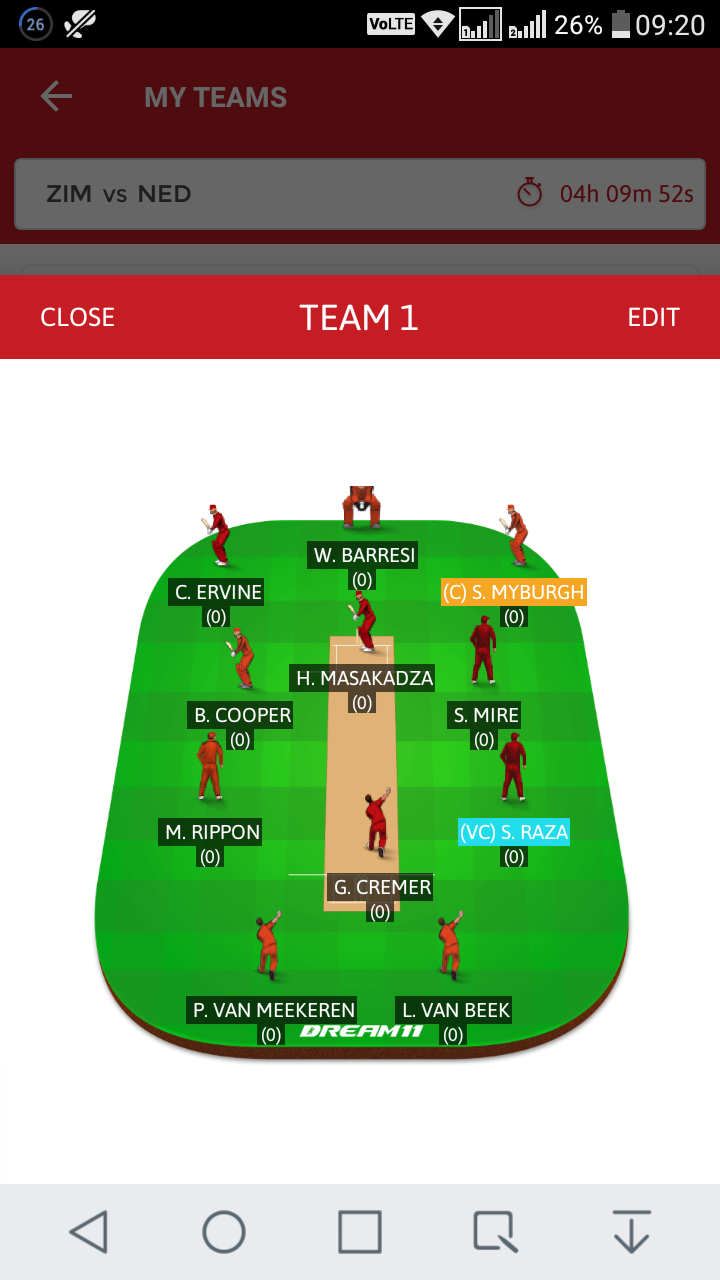 26
VoLTE 1 2 26% 09:20
MY TEAMS
ZIM vs NED 04h 09m 52s
CLOSE TEAM 1 EDIT
W. BARRESI
(0)
C. ERVINE
(0)
(C) S. MYBURGH
(0)
H. MASAKADZA
(0)
B. COOPER
(0)
S. MIRE
(0)
M. RIPPON
(0)
(VC) S. RAZA
(0)
G. CREMER
(0)
P. VAN MEEKEREN
(0)
L. VAN BEEK
(0)
DREAM11